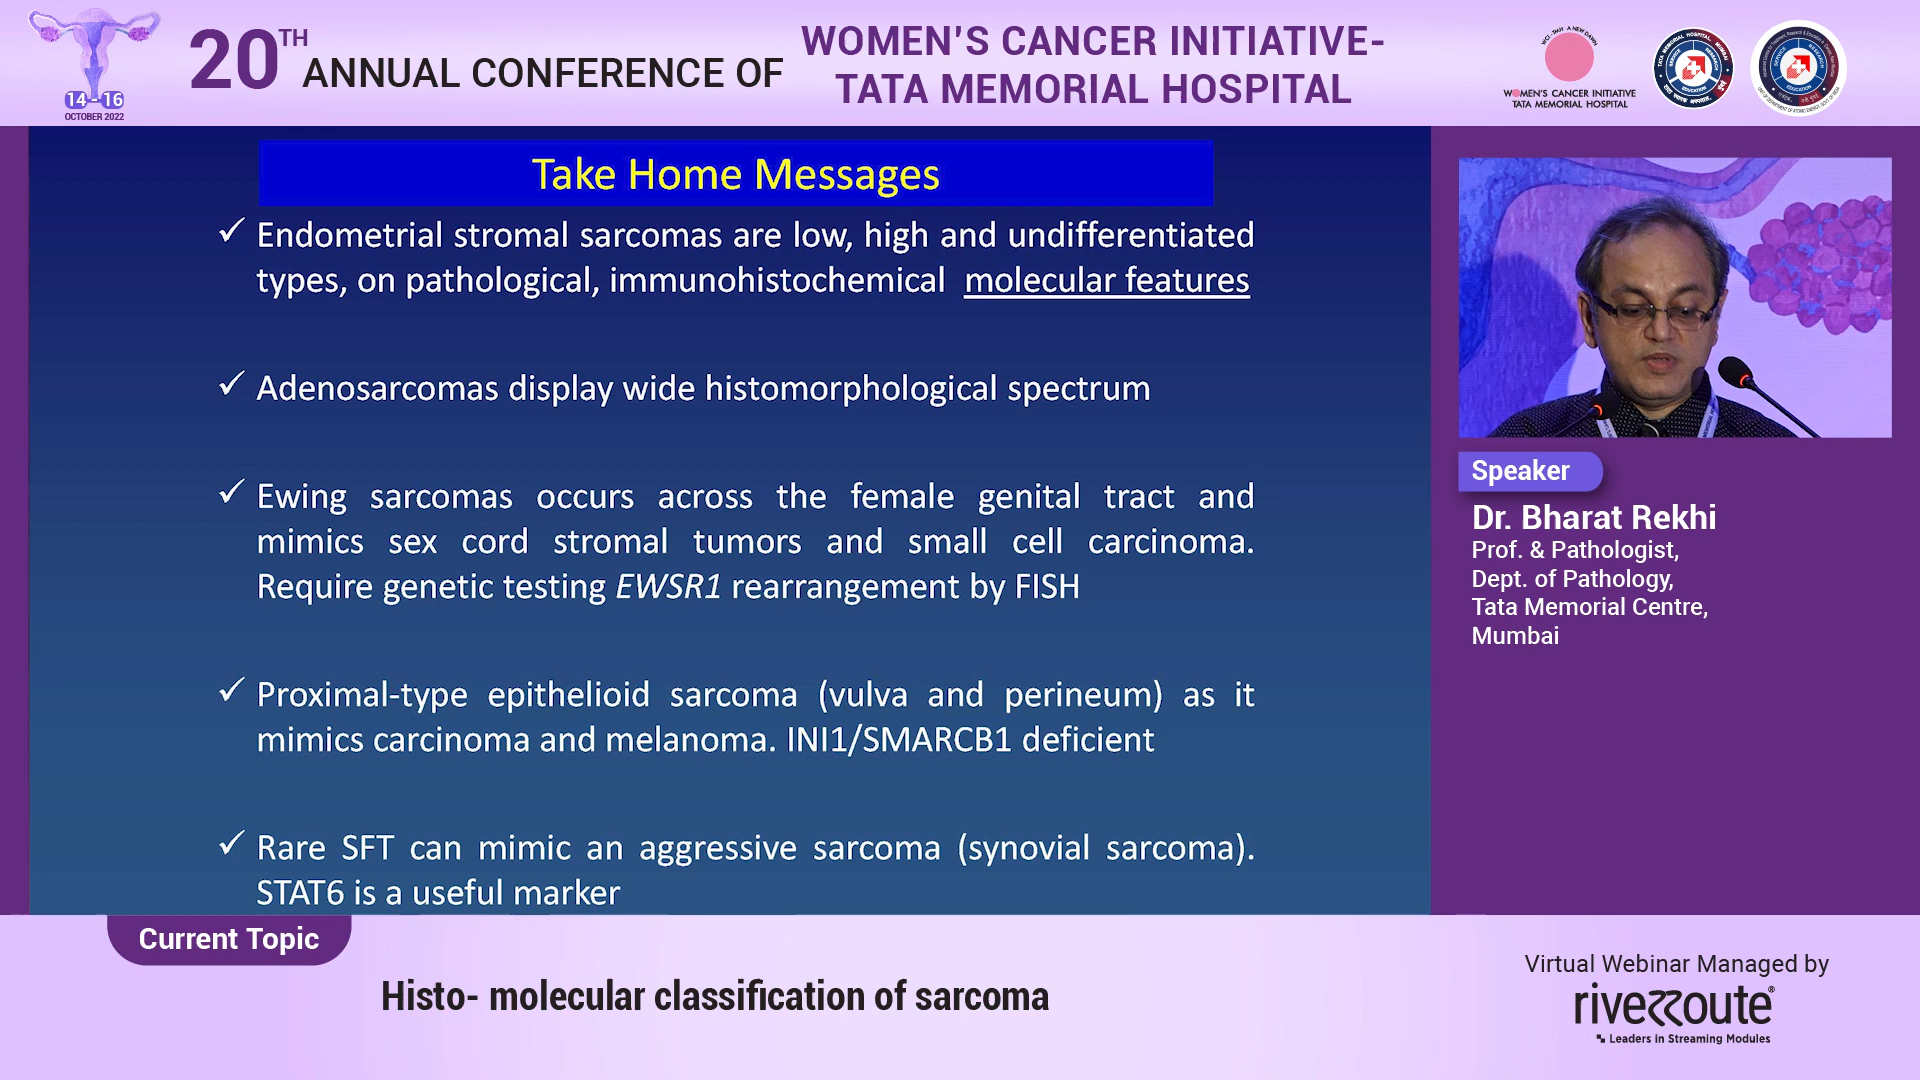 20TH ANNUAL CONFERENCE OF
WOMEN'S CANCER INITIATIVE-
TATA MEMORIAL HOSPITAL
14 - 16
OCTOBER 2022
WOMEN'S CANCER INITIATIVE
TATA MEMORIAL HOSPITAL
Take Home Messages
✓ Endometrial stromal sarcomas are low, high and undifferentiated
types, on pathological, immunohistochemical molecular features
✓ Adenosarcomas display wide histomorphological spectrum
✓ Ewing sarcomas occurs across the female genital tract and
mimics sex cord stromal tumors and small cell carcinoma.
Require genetic testing EWSR1 rearrangement by FISH
✓ Proximal-type epithelioid sarcoma (vulva and perineum) as it
mimics carcinoma and melanoma. INI1/SMARCB1 deficient
✓ Rare SFT can mimic an aggressive sarcoma (synovial sarcoma).
STAT6 is a useful marker
Speaker
Dr. Bharat Rekhi
Prof. & Pathologist,
Dept. of Pathology,
Tata Memorial Centre,
Mumbai
Current Topic
Histo- molecular classification of sarcoma
Virtual Webinar Managed by
riverroute®
Leaders in Streaming Modules